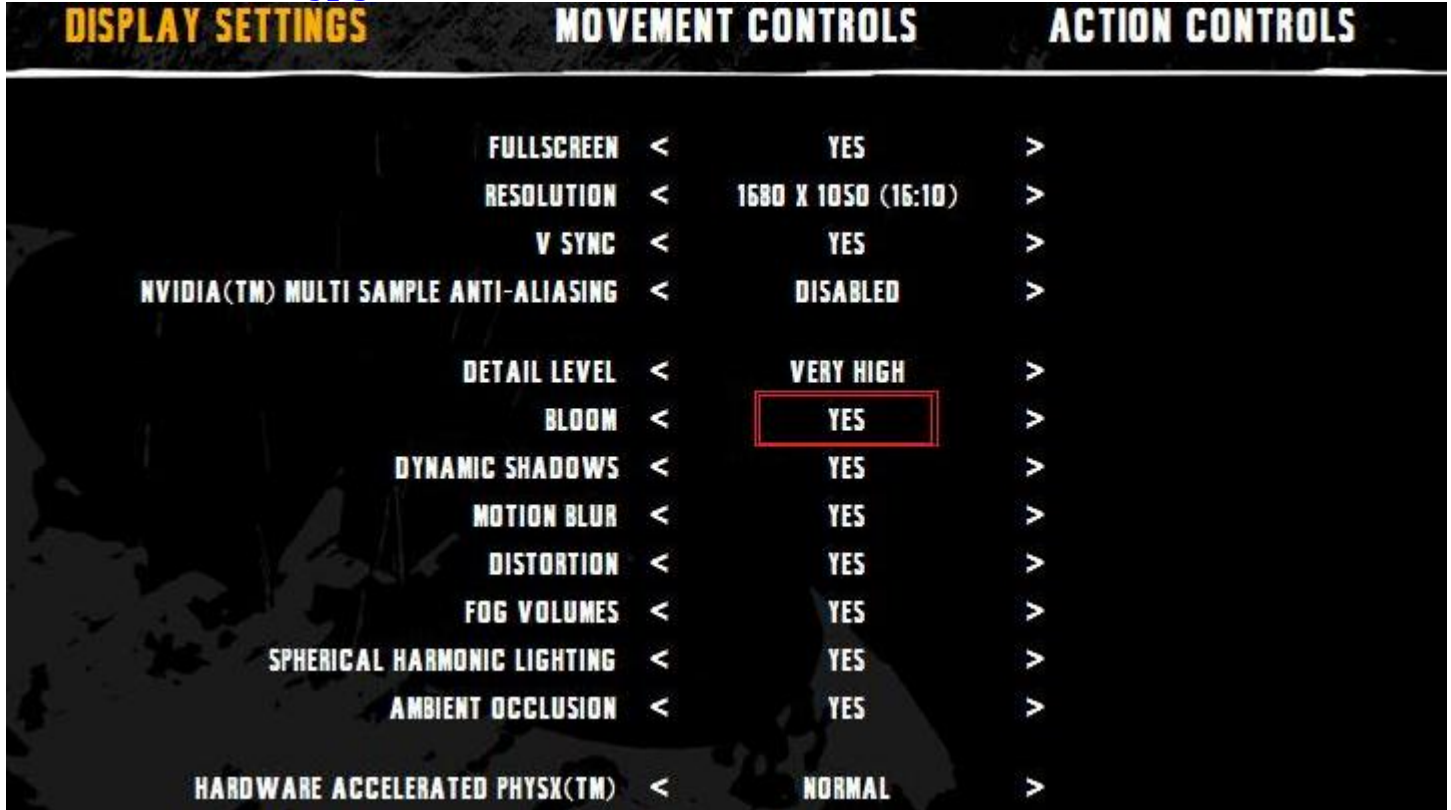 DISPLAY SETTINGS MOVEMENT CONTROLS ACTION CONTROLS
FULLSCREEN < YES >
RESOLUTION < 1680 X 1050 (16:10) >
V SYNC < YES >
NVIDIA(TM) MULTI SAMPLE ANTI-ALIASING < DISABLED >
DETAIL LEVEL < VERY HIGH >
BLOOM < YES >
DYNAMIC SHADOWS < YES >
MOTION BLUR < YES >
DISTORTION < YES >
FOG VOLUMES < YES >
SPHERICAL HARMONIC LIGHTING < YES >
AMBIENT OCCLUSION < YES >
HARDWARE ACCELERATED PHYSX(TM) < NORMAL >